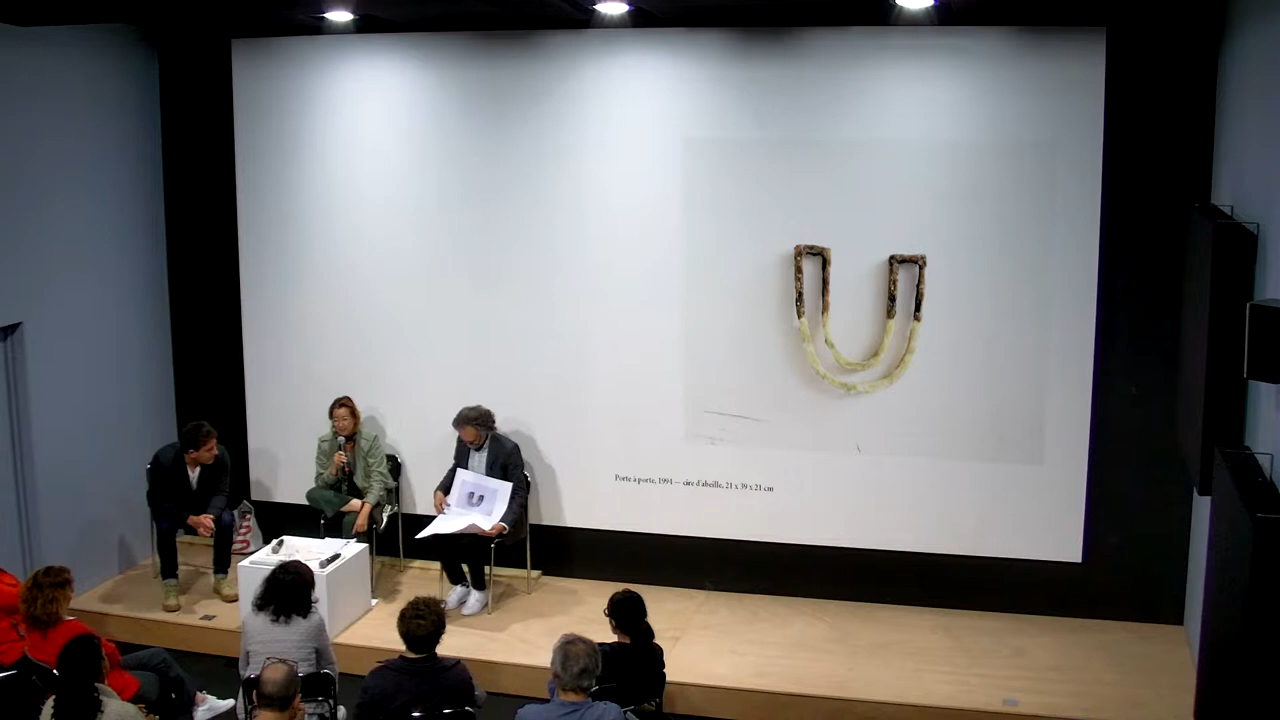 Porte à porte, 1994 — cire d'abeille, 21 x 39 x 21 cm